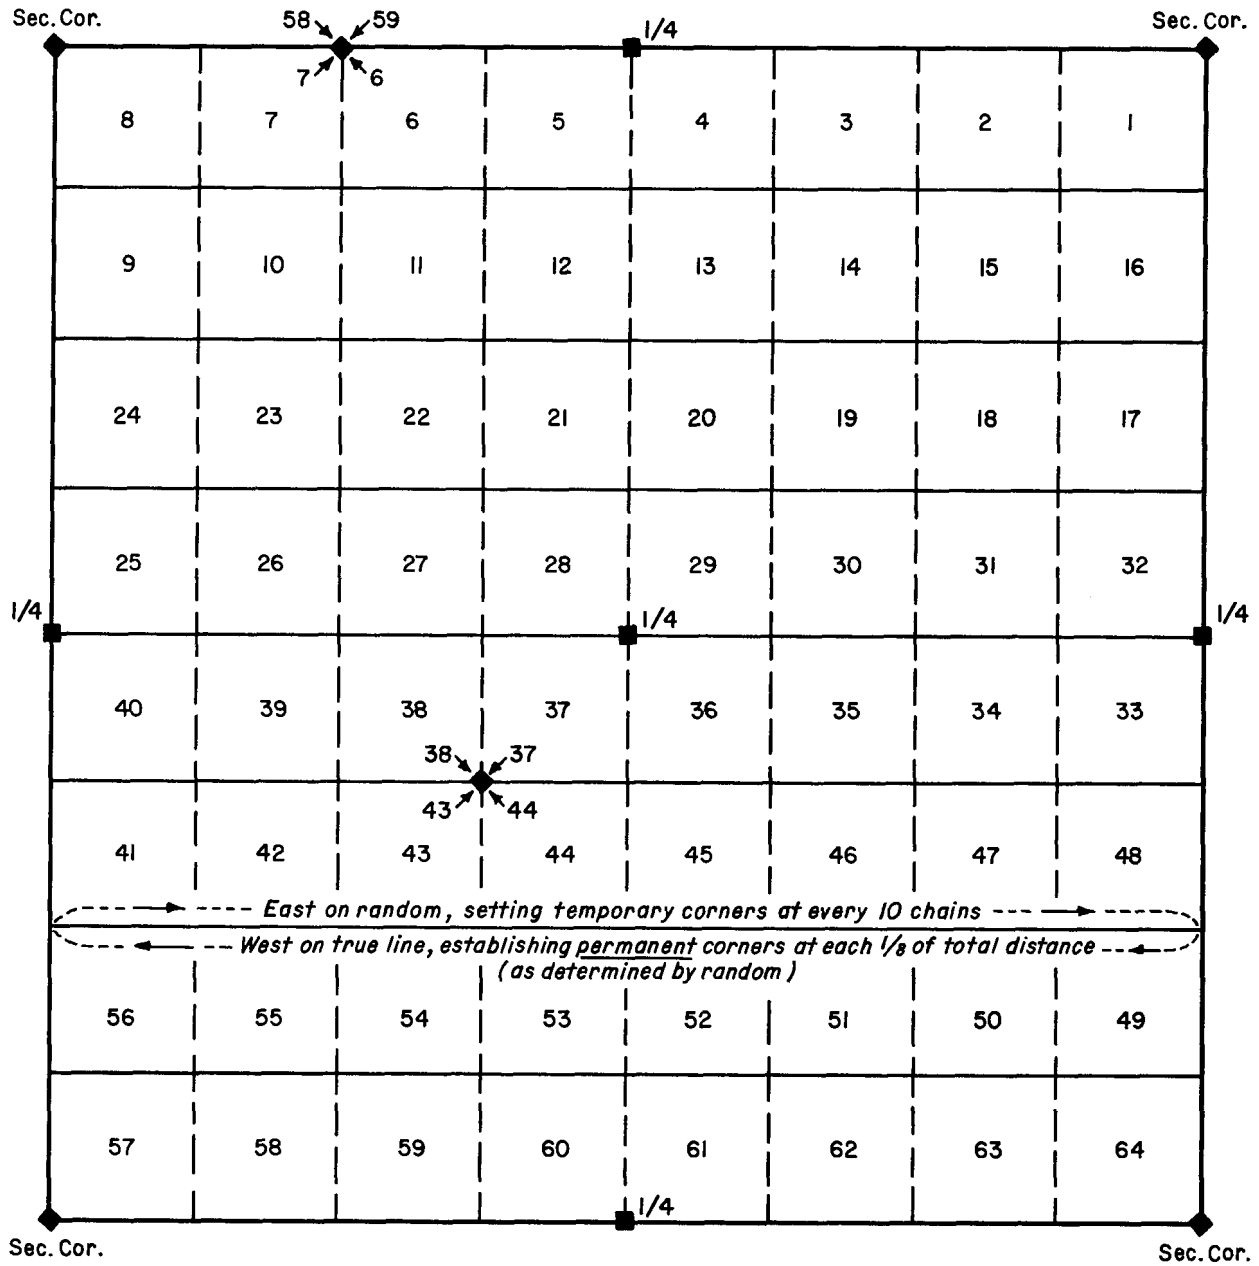 Sec. Cor. 58 59 1/4 Sec. Cor.
7 6
8 7 6 5 4 3 2 1
9 10 11 12 13 14 15 16
24 23 22 21 20 19 18 17
25 26 27 28 29 30 31 32
1/4 1/4 1/4
40 39 38 37 36 35 34 33
38 37
43 44
41 42 43 44 45 46 47 48
East on random, setting temporary corners at every 10 chains
West on true line, establishing permanent corners at each 1/8 of total distance
(as determined by random)
56 55 54 53 52 51 50 49
57 58 59 60 61 62 63 64
1/4
Sec. Cor. Sec. Cor.